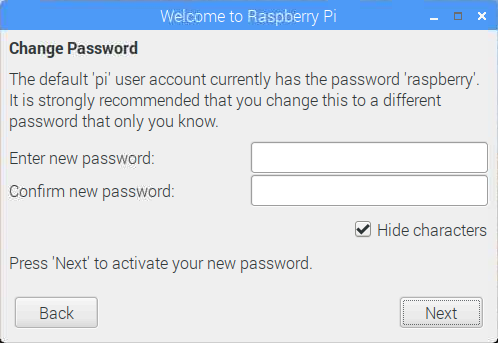 Welcome to Raspberry Pi
Change Password
The default 'pi' user account currently has the password 'raspberry'.
It is strongly recommended that you change this to a different
password that only you know.
Enter new password:
Confirm new password:
Hide characters
Press 'Next' to activate your new password.
Back
Next